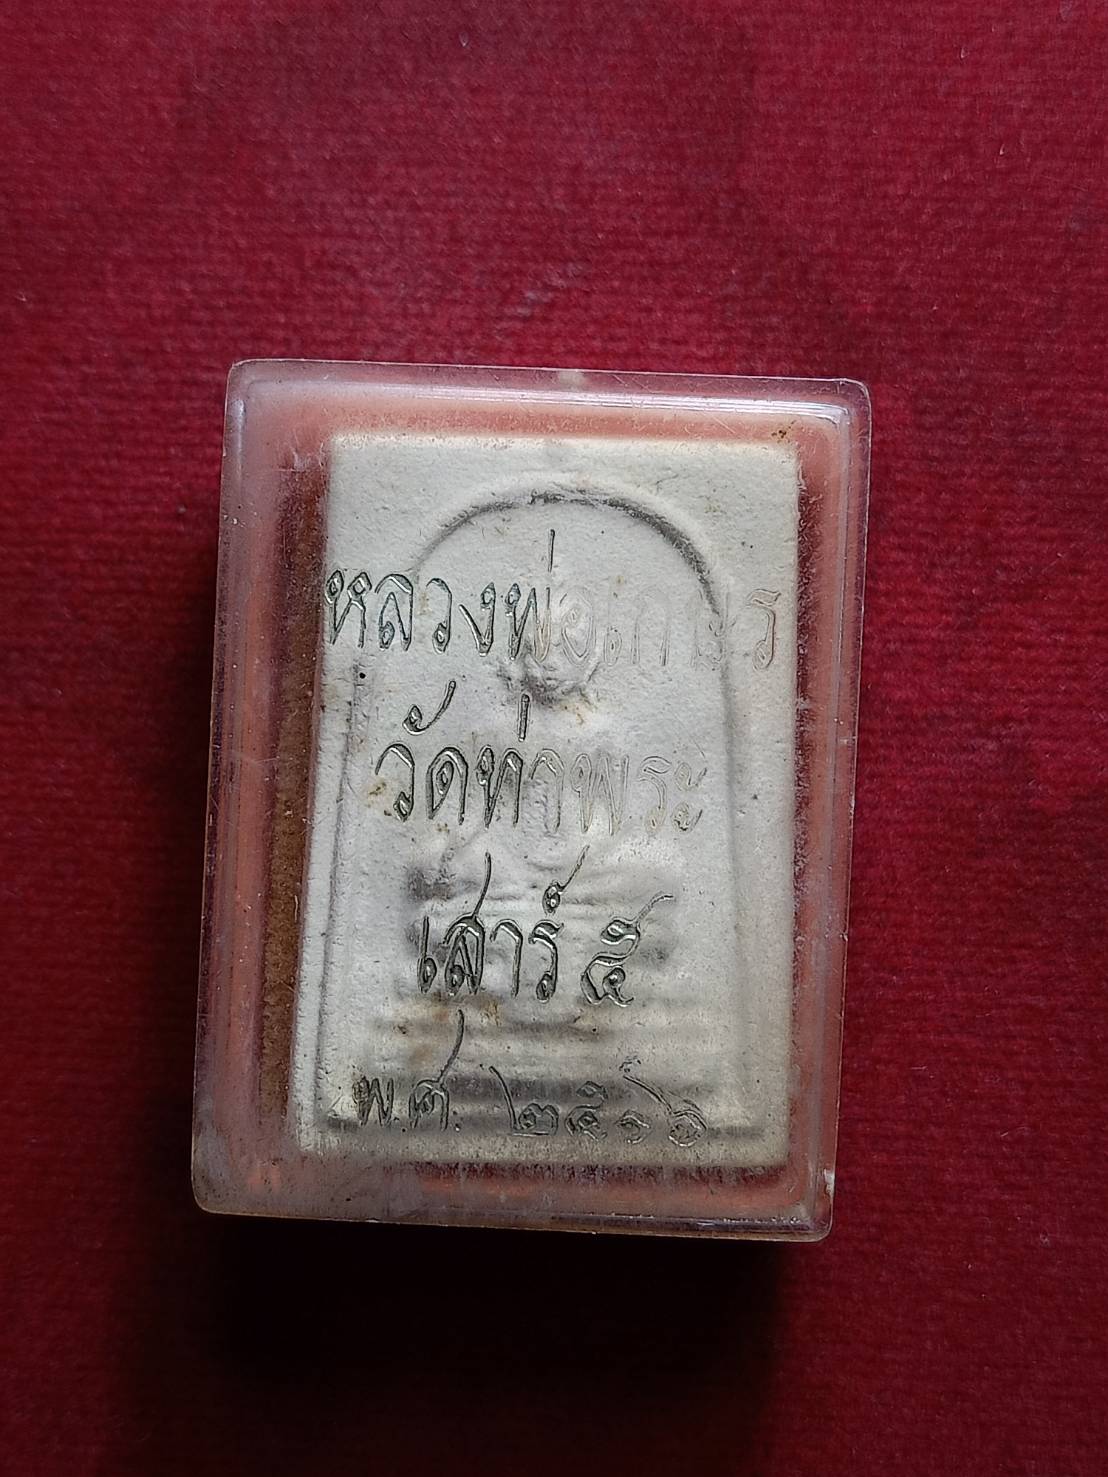 หลวงพ่อเกษร
วัดท่าพระ
เสาร์ ๕
พ.ศ. ๒๕๑๖